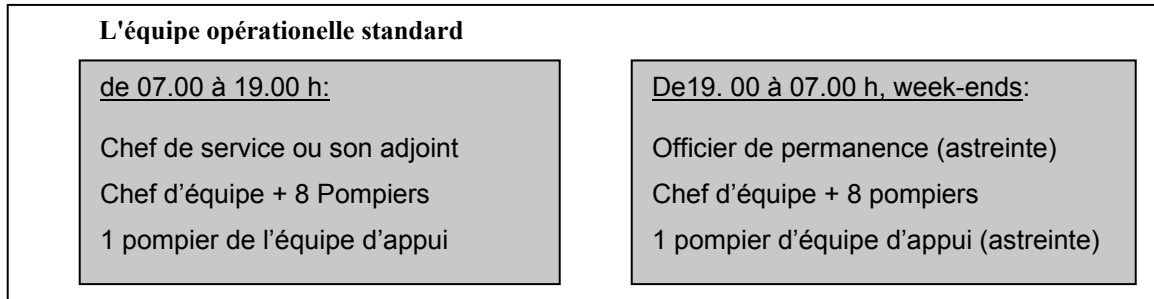 L'équipe opérationelle standard
de 07.00 à 19.00 h:
Chef de service ou son adjoint
Chef d'équipe + 8 Pompiers
1 pompier de l'équipe d'appui
De19. 00 à 07.00 h, week-ends:
Officier de permanence (astreinte)
Chef d'équipe + 8 pompiers
1 pompier d'équipe d'appui (astreinte)